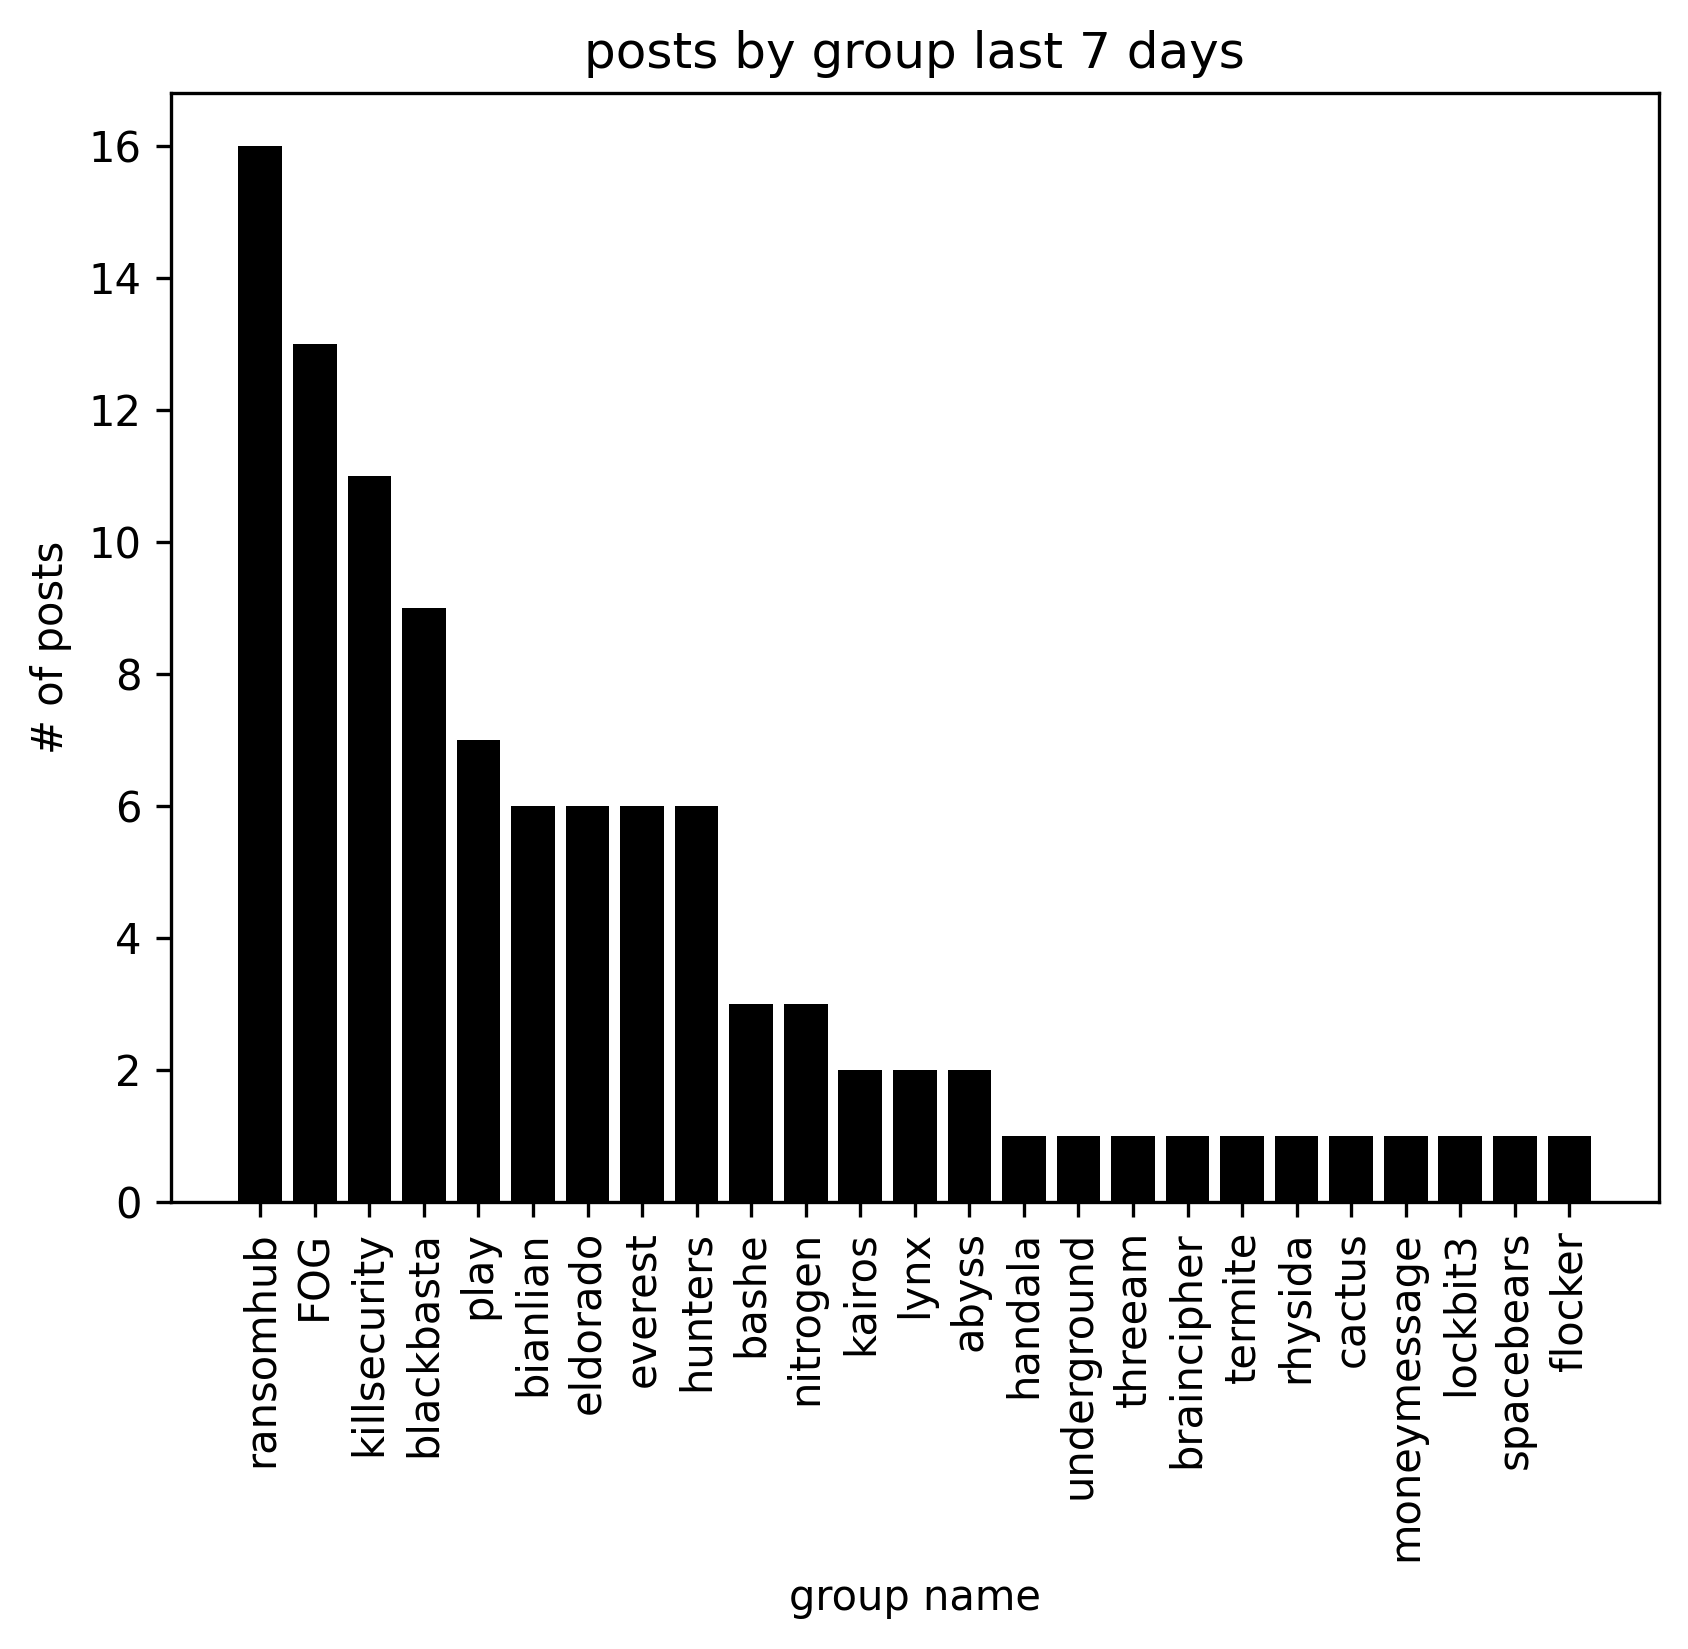 posts by group last 7 days
# of posts
16
14
12
10
8
6
4
2
0
ransomhub
FOG
killsecurity
blackbasta
play
bianlian
eldorado
everest
hunters
bashe
nitrogen
kairos
lynx
abyss
handala
underground
threeam
braincipher
termite
rhysida
cactus
moneymessage
lockbit3
spacebears
flocker
group name